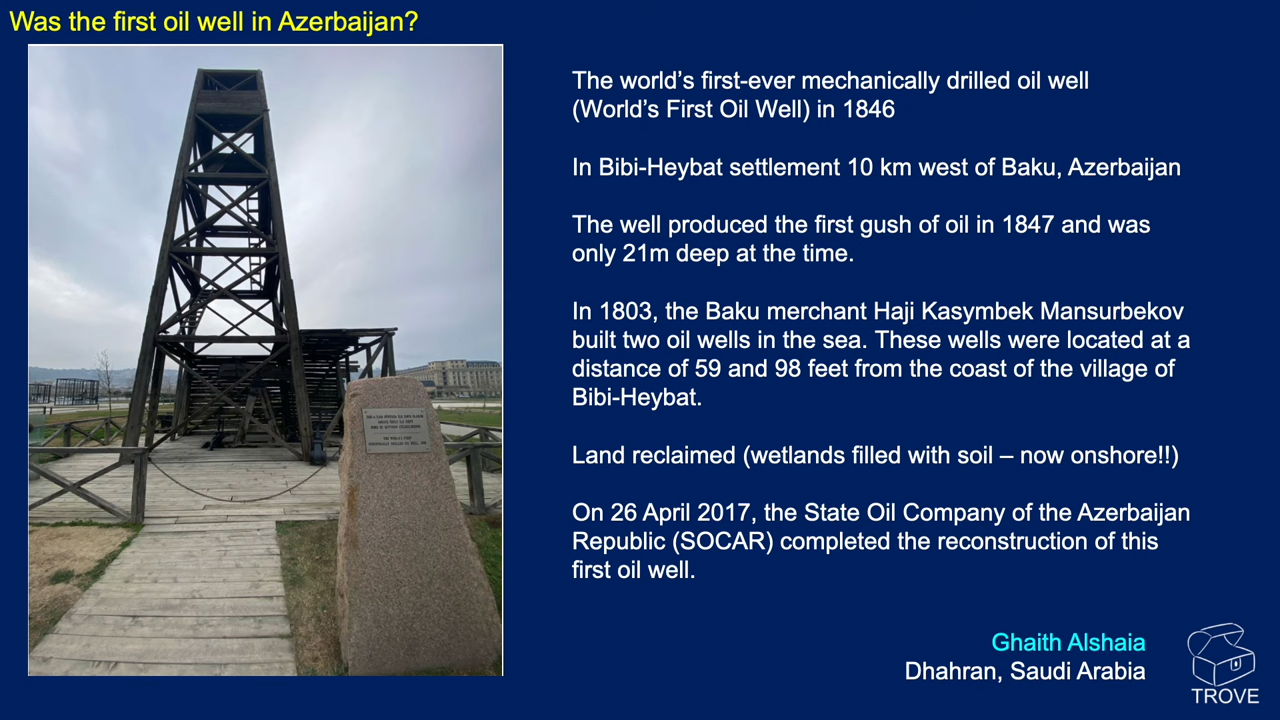 Was the first oil well in Azerbaijan?
The world’s first-ever mechanically drilled oil well
(World’s First Oil Well) in 1846
In Bibi-Heybat settlement 10 km west of Baku, Azerbaijan
The well produced the first gush of oil in 1847 and was
only 21m deep at the time.
In 1803, the Baku merchant Haji Kasymbek Mansurbekov
built two oil wells in the sea. These wells were located at a
distance of 59 and 98 feet from the coast of the village of
Bibi-Heybat.
Land reclaimed (wetlands filled with soil – now onshore!!)
On 26 April 2017, the State Oil Company of the Azerbaijan
Republic (SOCAR) completed the reconstruction of this
first oil well.
Ghaith Alshaia
Dhahran, Saudi Arabia
TROVE